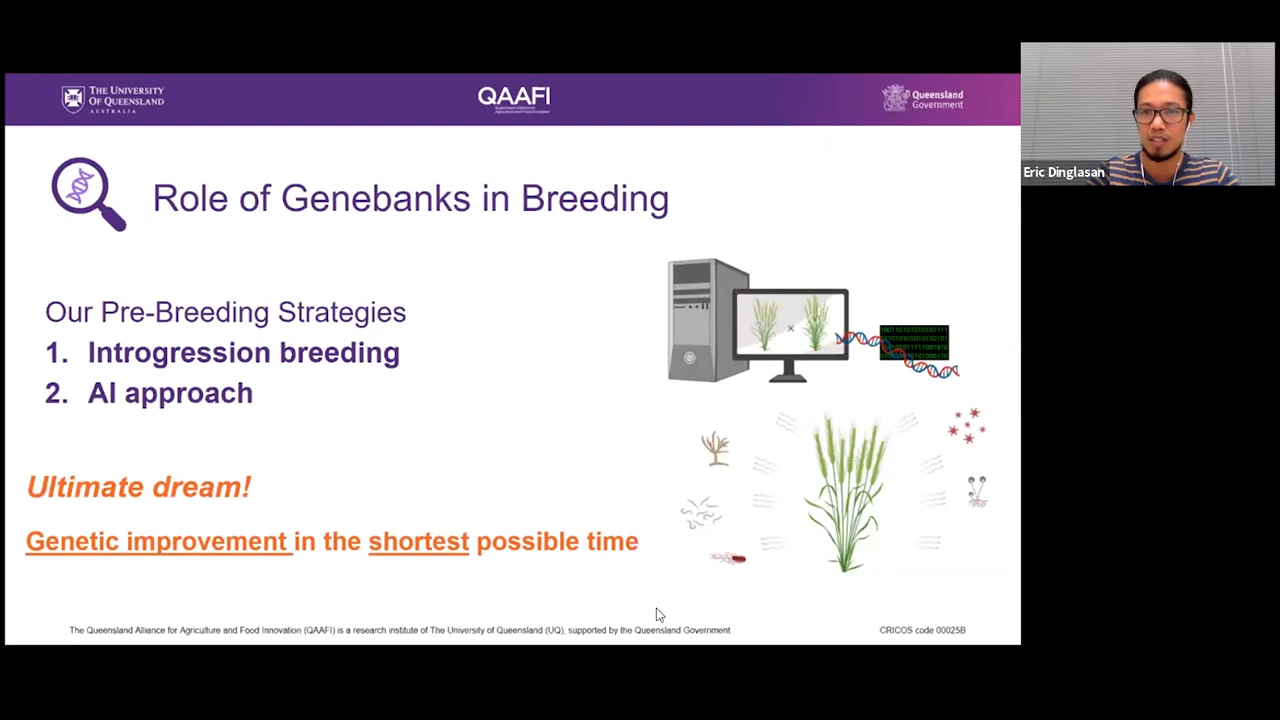 THE UNIVERSITY
OF QUEENSLAND
AUSTRALIA
QAAFI
Queensland
Government
Eric Dinglasan
Role of Genebanks in Breeding
Our Pre-Breeding Strategies
1. Introgression breeding
2. AI approach
Ultimate dream!
Genetic improvement in the shortest possible time
The Queensland Alliance for Agriculture and Food Innovation (QAAFI) is a research institute of The University of Queensland (UQ), supported by the Queensland Government
CRICOS code 00025B